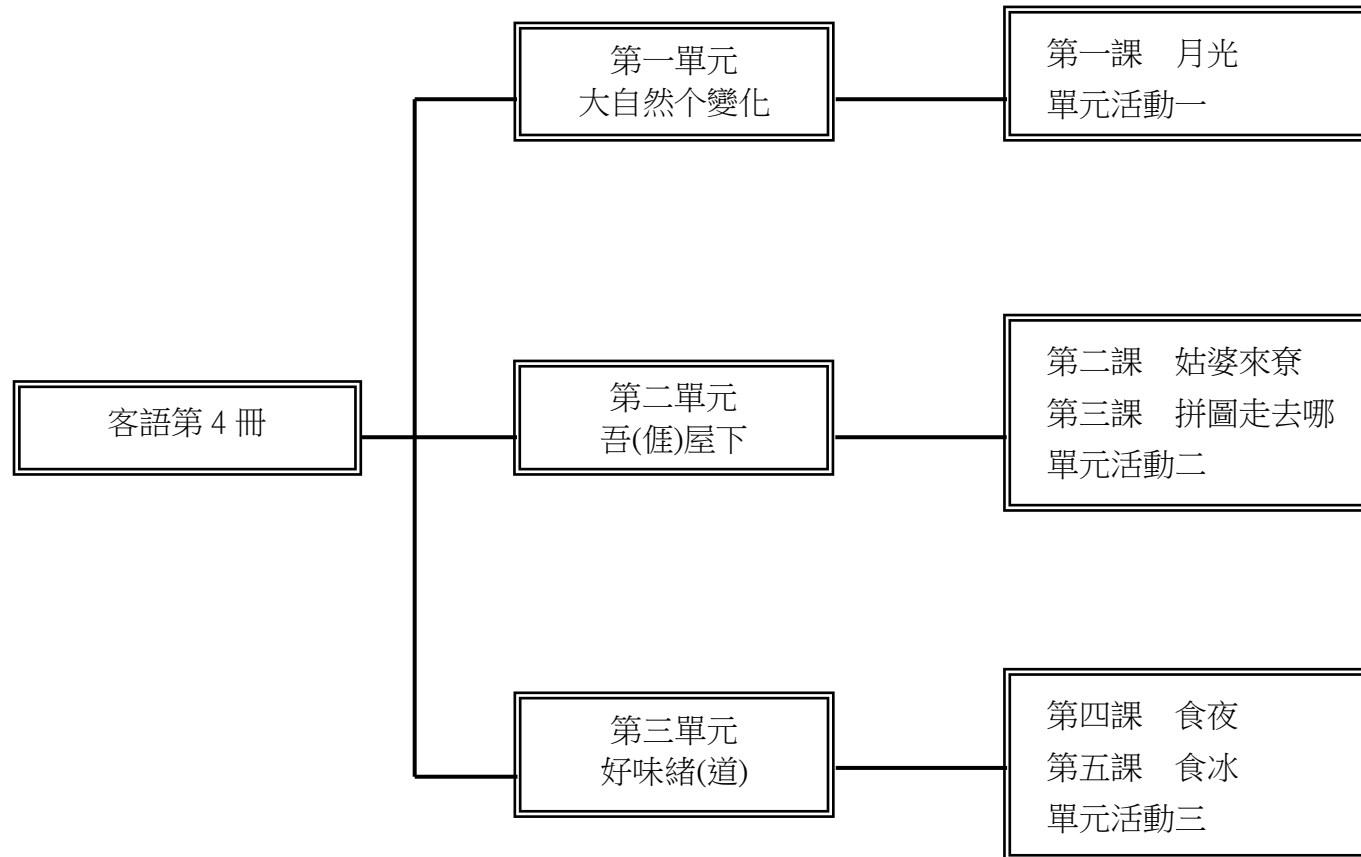 客語第 4 冊
第一單元
大自然个變化
第一課　月光
單元活動一
第二單元
吾(𠊎)屋下
第二課　姑婆來尞
第三課　拼圖走去哪
單元活動二
第三單元
好味緒(道)
第四課　食夜
第五課　食冰
單元活動三